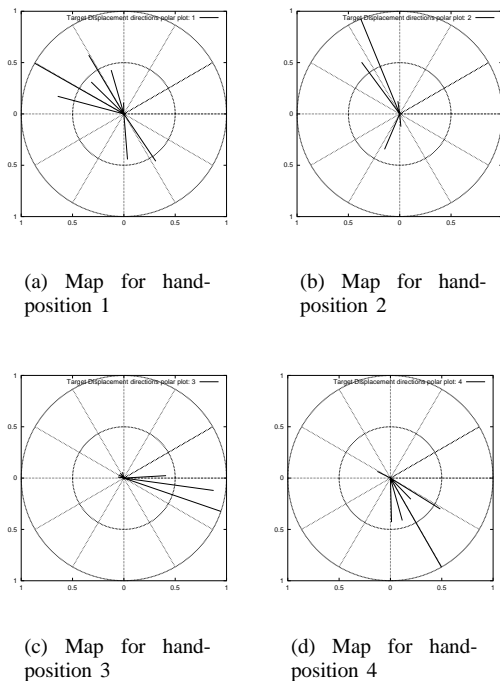 Target Displacement directions polar plot: 1
1
0.5
0
0.5
1
1 0.5 0 0.5 1
Target Displacement directions polar plot: 2
1
0.5
0
0.5
1
1 0.5 0 0.5 1
(a) Map for hand-
position 1
(b) Map for hand-
position 2
Target Displacement directions polar plot: 3
1
0.5
0
0.5
1
1 0.5 0 0.5 1
Target Displacement directions polar plot: 4
1
0.5
0
0.5
1
1 0.5 0 0.5 1
(c) Map for hand-
position 3
(d) Map for hand-
position 4